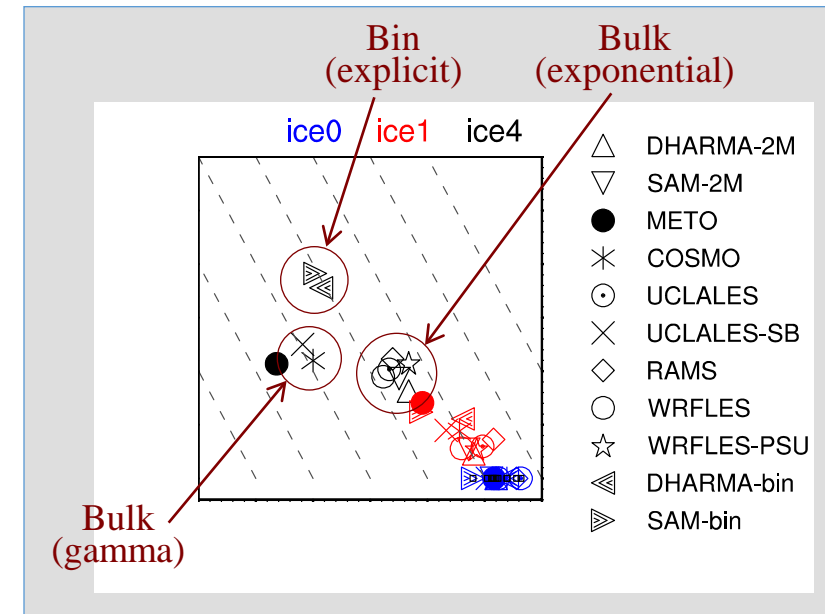 Bin
(explicit)
Bulk
(exponential)
ice0 ice1 ice4
DHARMA-2M
SAM-2M
METO
COSMO
UCLALES
UCLALES-SB
RAMS
WRFLES
WRFLES-PSU
DHARMA-bin
SAM-bin
Bulk
(gamma)